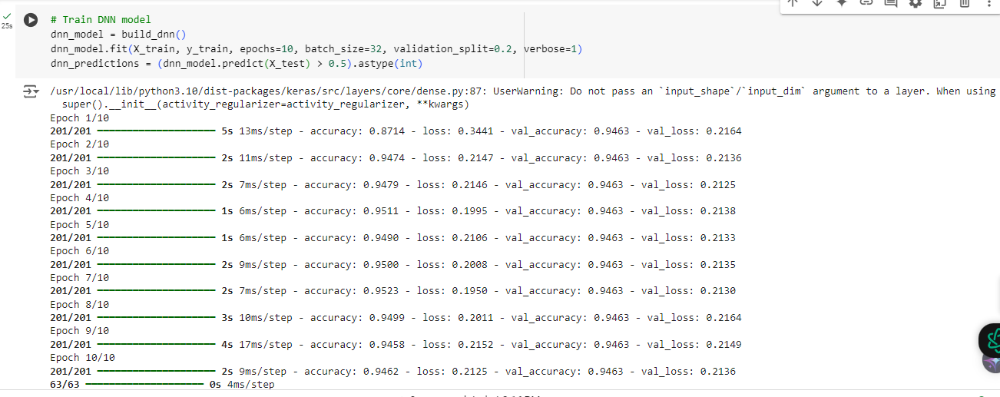 # Train DNN model
25s
dnn_model = build_dnn()
dnn_model.fit(X_train, y_train, epochs=10, batch_size=32, validation_split=0.2, verbose=1)
dnn_predictions = (dnn_model.predict(X_test) > 0.5).astype(int)
/usr/local/lib/python3.10/dist-packages/keras/src/layers/core/dense.py:87: UserWarning: Do not pass an `input_shape`/`input_dim` argument to a layer. When using
super().__init__(activity_regularizer=activity_regularizer, **kwargs)
Epoch 1/10
201/201 ━━━━━━━━━━━━━━━━━━━━ 5s 13ms/step - accuracy: 0.8714 - loss: 0.3441 - val_accuracy: 0.9463 - val_loss: 0.2164
Epoch 2/10
201/201 ━━━━━━━━━━━━━━━━━━━━ 2s 11ms/step - accuracy: 0.9474 - loss: 0.2147 - val_accuracy: 0.9463 - val_loss: 0.2136
Epoch 3/10
201/201 ━━━━━━━━━━━━━━━━━━━━ 2s 7ms/step - accuracy: 0.9479 - loss: 0.2146 - val_accuracy: 0.9463 - val_loss: 0.2125
Epoch 4/10
201/201 ━━━━━━━━━━━━━━━━━━━━ 1s 6ms/step - accuracy: 0.9511 - loss: 0.1995 - val_accuracy: 0.9463 - val_loss: 0.2138
Epoch 5/10
201/201 ━━━━━━━━━━━━━━━━━━━━ 1s 6ms/step - accuracy: 0.9490 - loss: 0.2106 - val_accuracy: 0.9463 - val_loss: 0.2133
Epoch 6/10
201/201 ━━━━━━━━━━━━━━━━━━━━ 2s 9ms/step - accuracy: 0.9500 - loss: 0.2008 - val_accuracy: 0.9463 - val_loss: 0.2135
Epoch 7/10
201/201 ━━━━━━━━━━━━━━━━━━━━ 2s 7ms/step - accuracy: 0.9523 - loss: 0.1950 - val_accuracy: 0.9463 - val_loss: 0.2130
Epoch 8/10
201/201 ━━━━━━━━━━━━━━━━━━━━ 3s 10ms/step - accuracy: 0.9499 - loss: 0.2011 - val_accuracy: 0.9463 - val_loss: 0.2164
Epoch 9/10
201/201 ━━━━━━━━━━━━━━━━━━━━ 4s 17ms/step - accuracy: 0.9458 - loss: 0.2152 - val_accuracy: 0.9463 - val_loss: 0.2149
Epoch 10/10
201/201 ━━━━━━━━━━━━━━━━━━━━ 2s 9ms/step - accuracy: 0.9462 - loss: 0.2125 - val_accuracy: 0.9463 - val_loss: 0.2136
63/63 ━━━━━━━━━━━━━━━━━━━━ 0s 4ms/step